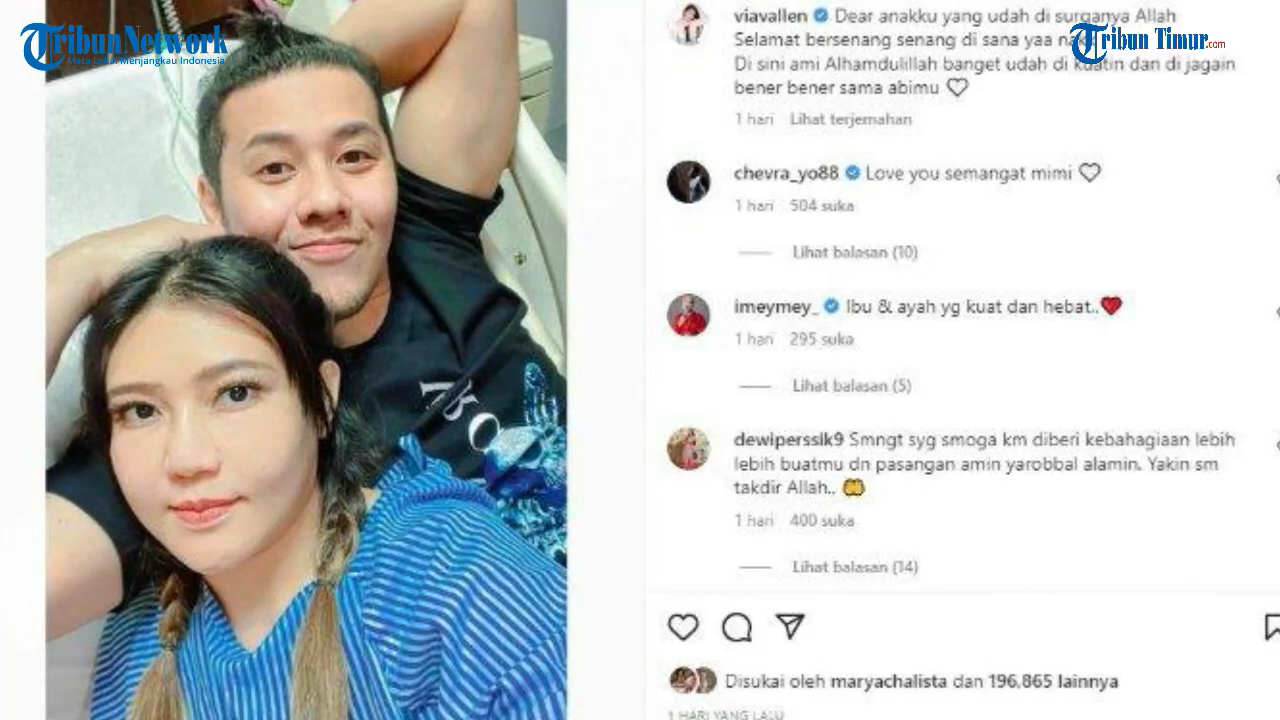 TribunNetwork
Mata Lokal Menjangkau Indonesia
Tribun Timur.com
viavallen Dear anakku yang udah di surganya Allah
Selamat bersenang senang di sana yaa nak
Di sini ami Alhamdulillah banget udah di kuatin dan di jagain
bener bener sama abimu
1 hari Lihat terjemahan
chevra_yo88 Love you semangat mimi
1 hari 504 suka
Lihat balasan (10)
imeymey_ Ibu & ayah yg kuat dan hebat..
1 hari 295 suka
Lihat balasan (5)
dewiperssik9 Smngt syg smoga km diberi kebahagiaan lebih
lebih buatmu dn pasangan amin yarobbal alamin. Yakin sm
takdir Allah..
1 hari 400 suka
Lihat balasan (14)
Disukai oleh maryachalista dan 196,865 lainnya
1 HARI YANG LALU